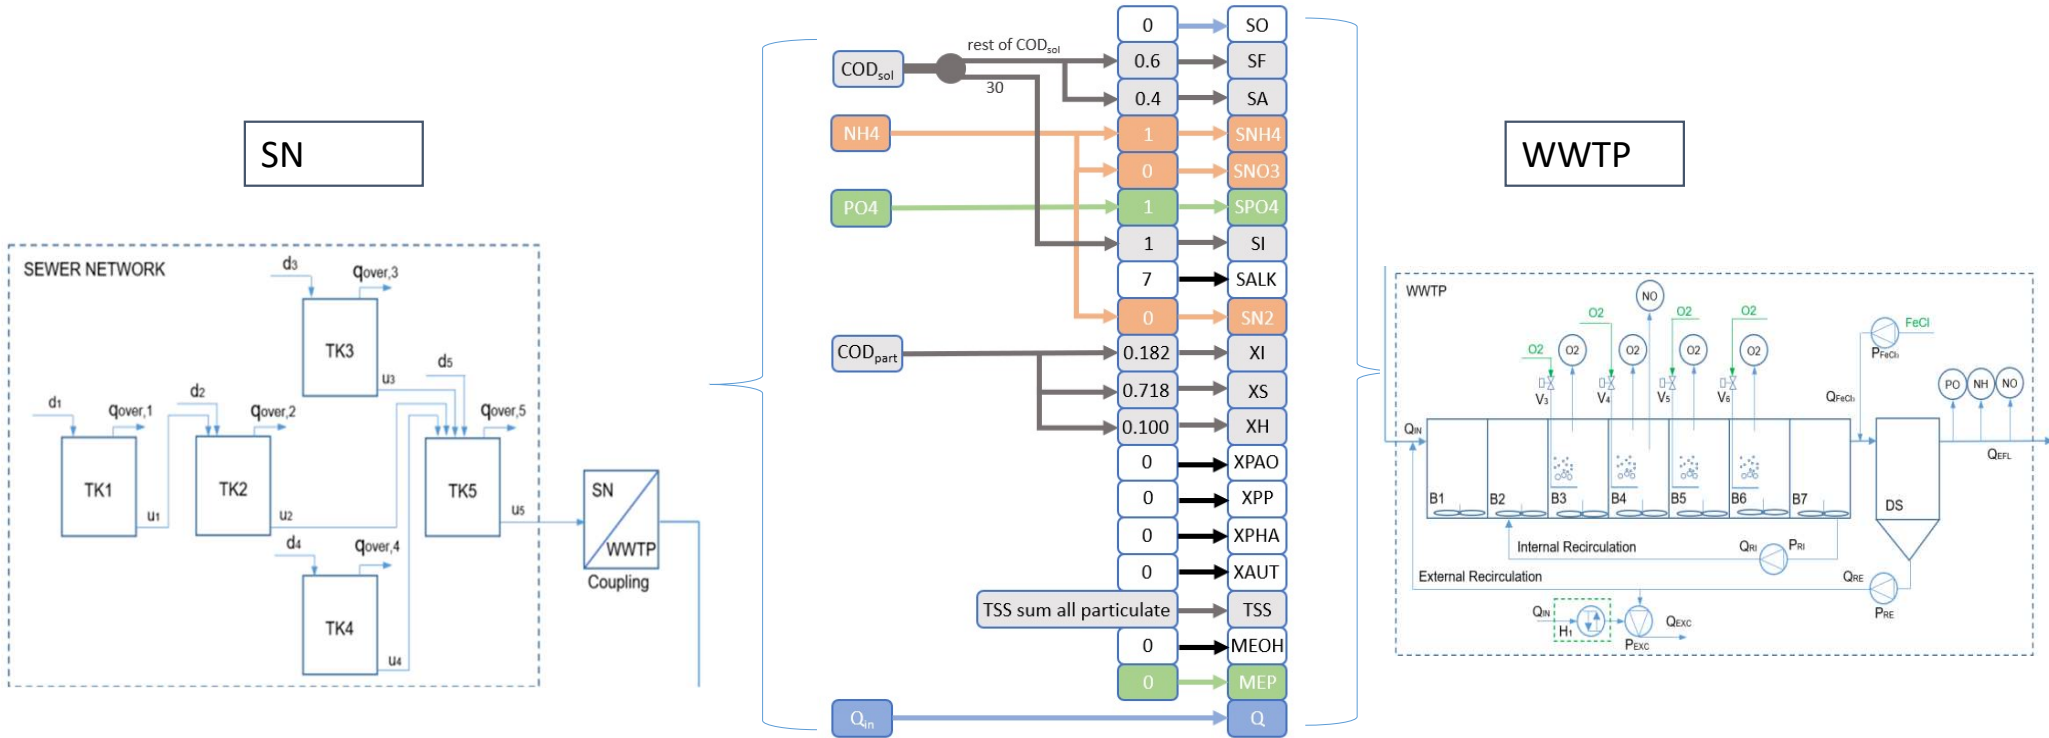 SN
SEWER NETWORK
d3
qover,3
TK3
u3
d5
d1
qover,1
d2
qover,2
qover,5
TK1
TK2
TK5
u1
u2
u5
d4
qover,4
TK4
u4
SN
WWTP
Coupling
CODsol
rest of CODsol
30
NH4
PO4
CODpart
Qin
0
SO
0.6
SF
0.4
SA
1
SNH4
0
SNO3
1
SPO4
1
SI
7
SALK
0
SN2
0.182
XI
0.718
XS
0.100
XH
0
XPAO
0
XPP
0
XPHA
0
XAUT
TSS sum all particulate
TSS
0
MEOH
0
MEP
Q
WWTP
WWTP
NO
O2
O2
O2
O2
O2
O2
O2
O2
V3
V4
V5
V6
FeCl
PFeCl3
QFeCl3
PO
NH
NO
QIN
QEFL
B1
B2
B3
B4
B5
B6
B7
DS
Internal Recirculation
QRI
PRI
External Recirculation
QRE
PRE
QIN
H1
PEXC
QEXC